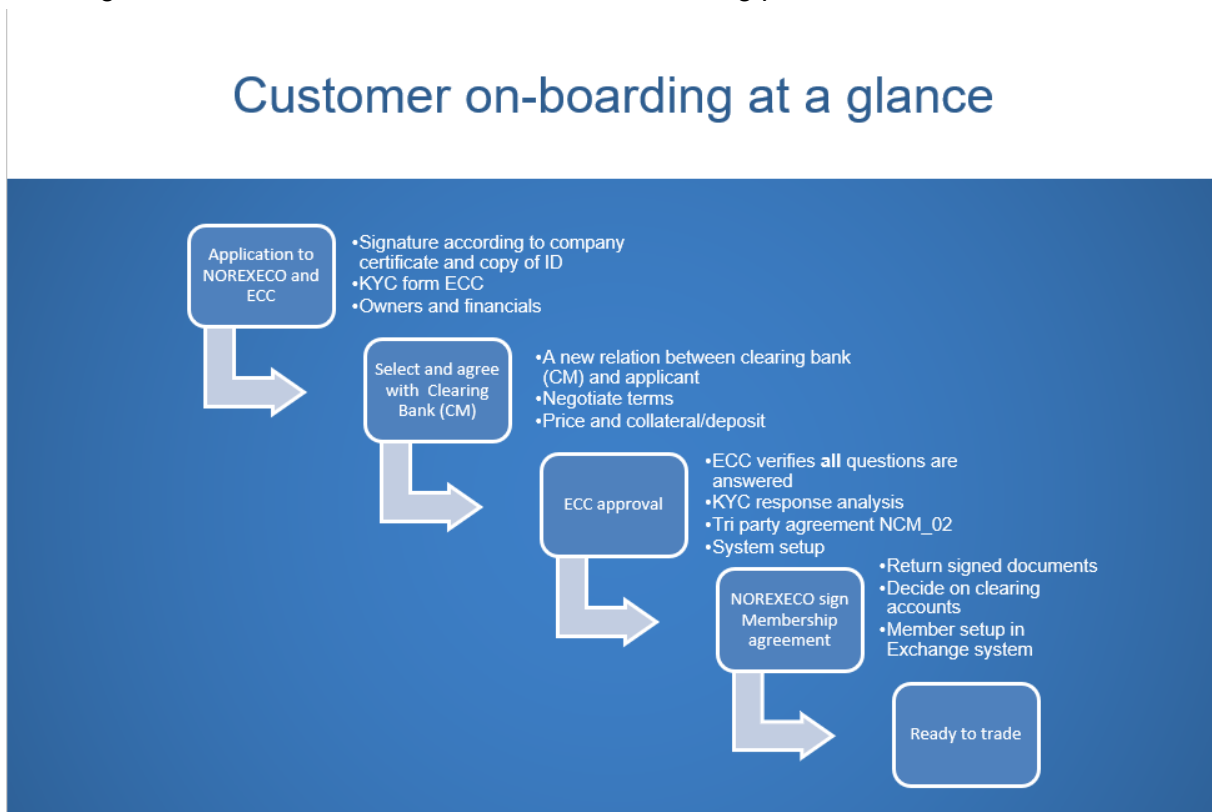 Customer on-boarding at a glance
Application to
NOREXECO and
ECC
•Signature according to company
certificate and copy of ID
•KYC form ECC
•Owners and financials
Select and agree
with Clearing
Bank (CM)
•A new relation between clearing bank
(CM) and applicant
•Negotiate terms
•Price and collateral/deposit
ECC approval
•ECC verifies all questions are
answered
•KYC response analysis
•Tri party agreement NCM_02
•System setup
NOREXECO sign
Membership
agreement
•Return signed documents
•Decide on clearing
accounts
•Member setup in
Exchange system
Ready to trade